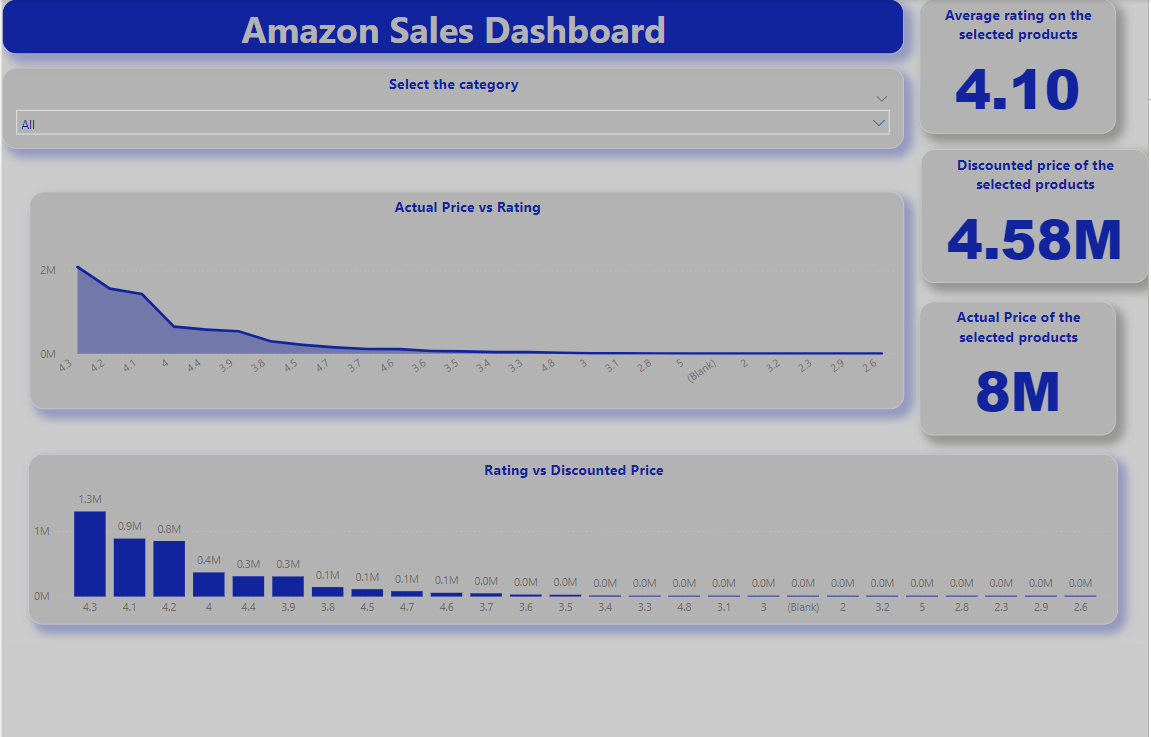 Amazon Sales Dashboard
Select the category
All
Average rating on the
selected products
4.10
Discounted price of the
selected products
4.58M
Actual Price of the
selected products
8M
Actual Price vs Rating
2M
0M
4.3 4.2 4.1 4 4.4 3.9 3.8 4.5 4.7 3.7 4.6 3.6 3.5 3.4 3.3 4.8 3 3.1 2.8 5 (Blank) 2 3.2 2.3 2.9 2.6
Rating vs Discounted Price
1M
0M
1.3M 0.9M 0.8M 0.4M 0.3M 0.3M 0.1M 0.1M 0.1M 0.1M 0.0M 0.0M 0.0M 0.0M 0.0M 0.0M 0.0M 0.0M 0.0M 0.0M 0.0M 0.0M 0.0M 0.0M 0.0M 0.0M
4.3 4.1 4.2 4 4.4 3.9 3.8 4.5 4.7 4.6 3.7 3.6 3.5 3.4 3.3 4.8 3.1 3 (Blank) 2 3.2 5 2.8 2.3 2.9 2.6